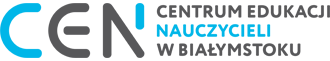 CEN
CENTRUM EDUKACJI
NAUCZYCIELI
W BIAŁYMSTOKU